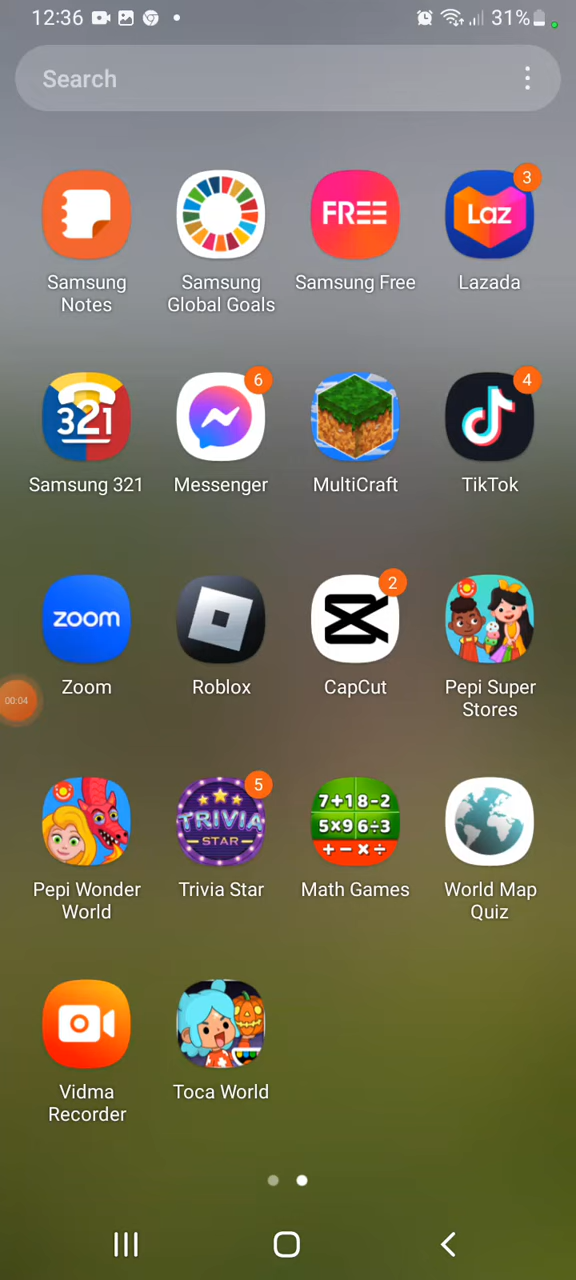 12:36 31%
Search
FREE
Laz 3
Samsung Notes
Samsung Global Goals
Samsung Free
Lazada
321
6
4
Samsung 321
Messenger
MultiCraft
TikTok
zoom
2
Zoom
Roblox
CapCut
Pepi Super Stores
00:04
TRIVIA STAR 5
7+1 8-2
5×9 6÷3
+ − × ÷
Pepi Wonder World
Trivia Star
Math Games
World Map Quiz
Vidma Recorder
Toca World